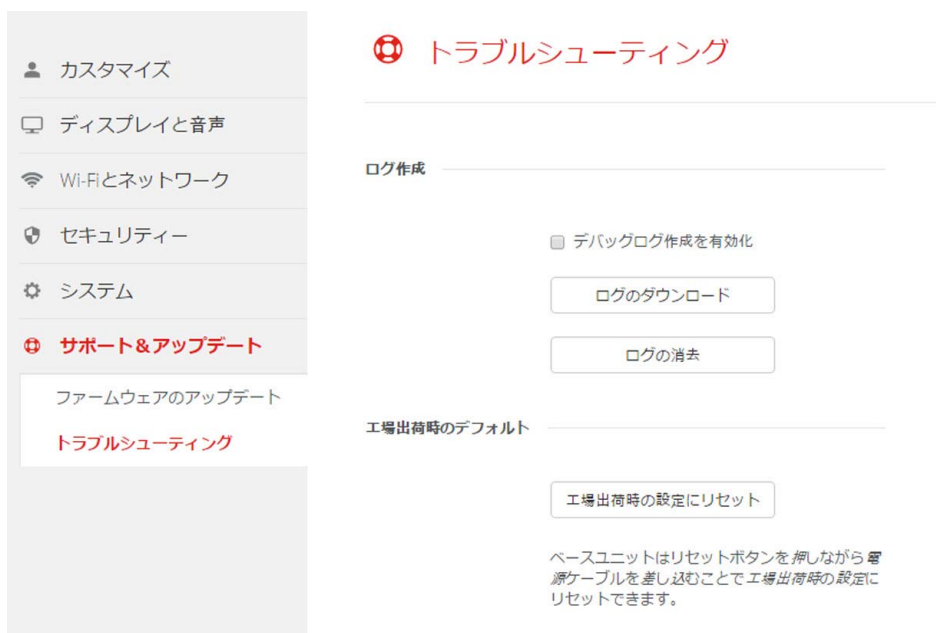 カスタマイズ
ディスプレイと音声
Wi-Fiとネットワーク
セキュリティー
システム
サポート&アップデート
ファームウェアのアップデート
トラブルシューティング
トラブルシューティング
ログ作成
デバッグログ作成を有効化
ログのダウンロード
ログの消去
工場出荷時のデフォルト
工場出荷時の設定にリセット
ベースユニットはリセットボタンを押しながら電
源ケーブルを差し込むことで工場出荷時の設定に
リセットできます。